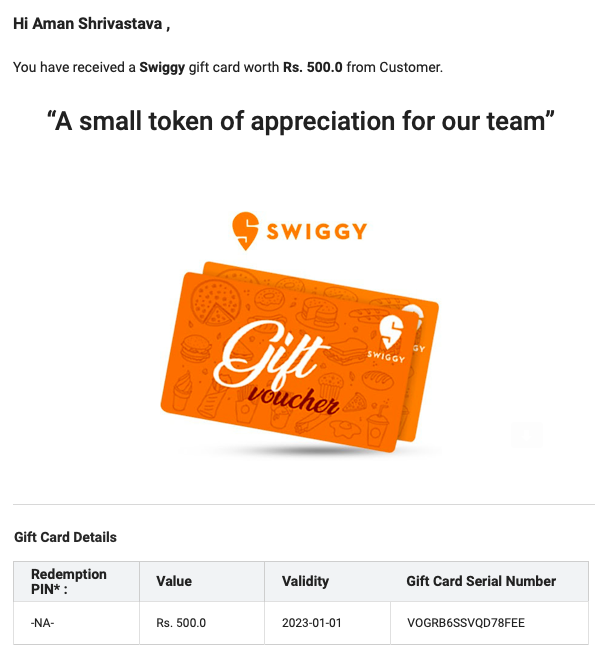 Hi Aman Shrivastava ,
You have received a Swiggy gift card worth Rs. 500.0 from Customer.
“A small token of appreciation for our team”
SWIGGY
Gift
voucher
SWIGGY
GY
Gift Card Details
Redemption PIN* : Value Validity Gift Card Serial Number
-NA- Rs. 500.0 2023-01-01 VOGRB6SSVQD78FEE